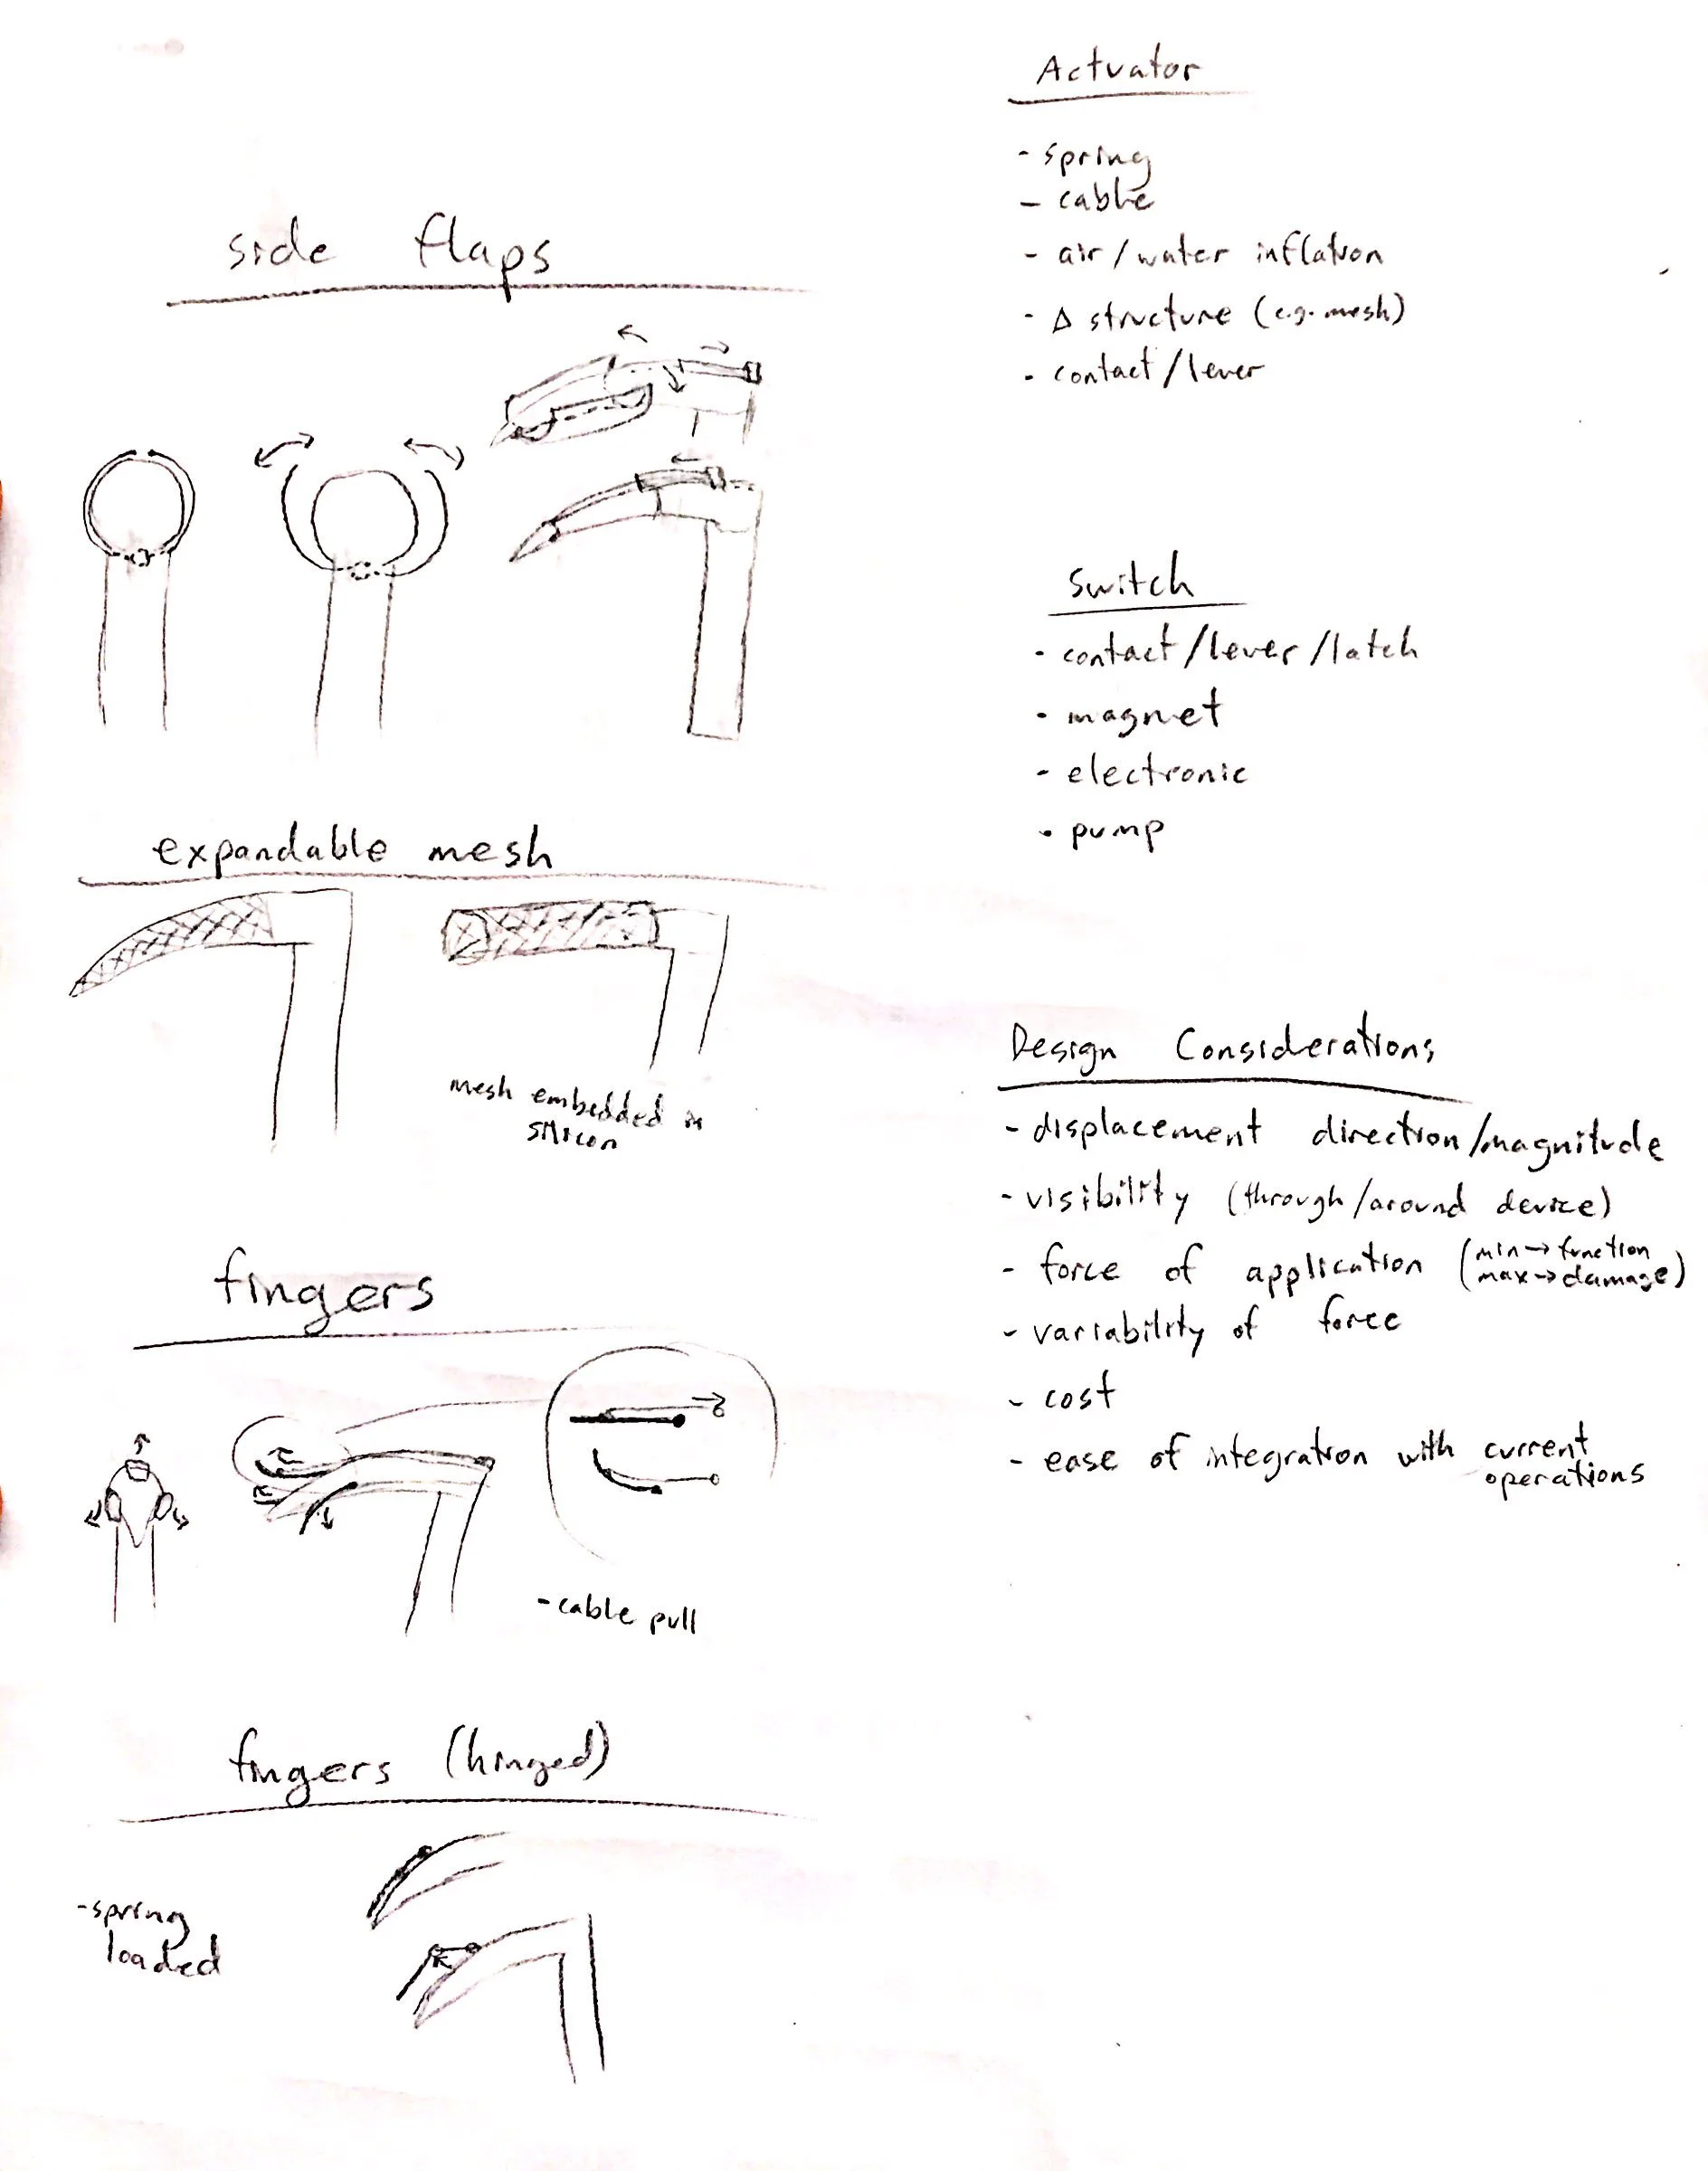 side flaps
expandable mesh
mesh embedded in
silicon
fingers
- cable pull
fingers (hinged)
- spring
loaded
Actuator
- spring
- cable
- air/water inflation
- Δ structure (e.g. mesh)
- contact/lever
Switch
- contact/lever/latch
- magnet
- electronic
- pump
Design Considerations
- displacement direction/magnitude
- visibility (through/around device)
- force of application (min→function
max→damage)
- variability of force
- cost
- ease of integration with current
operations